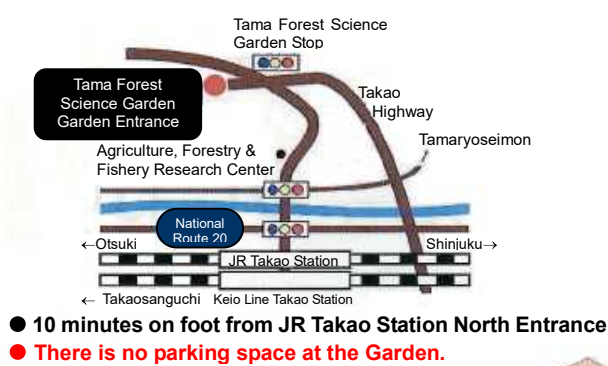 Tama Forest Science
Garden Stop
Tama Forest
Science Garden
Garden Entrance
Takao
Highway
Tamaryoseimon
Agriculture, Forestry &
Fishery Research Center
National
Route 20
←Otsuki
Shinjuku→
JR Takao Station
← Takaosanguchi
Keio Line Takao Station
● 10 minutes on foot from JR Takao Station North Entrance
● There is no parking space at the Garden.